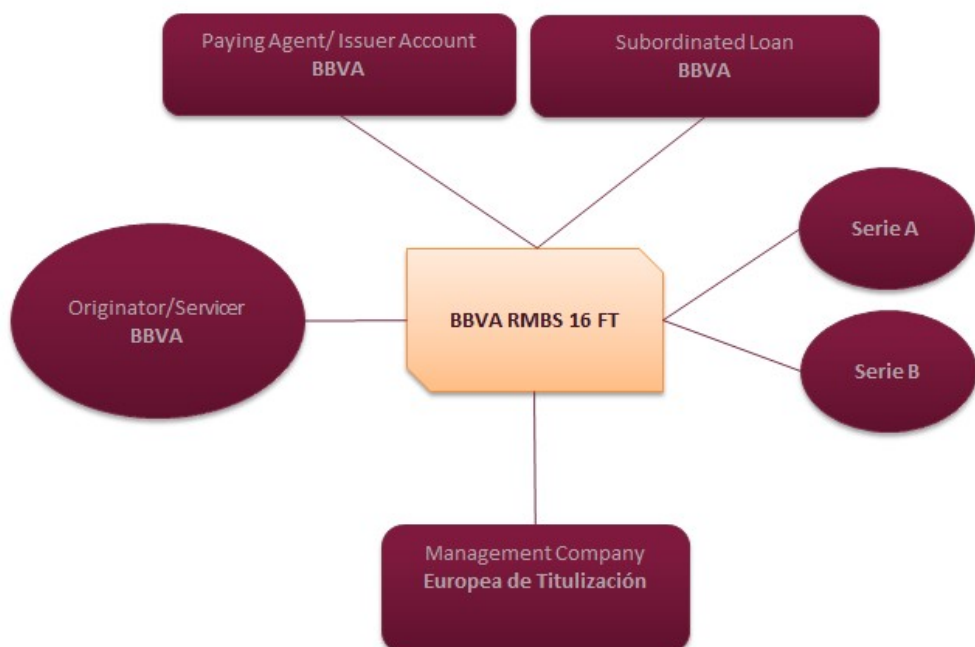 Paying Agent/ Issuer Account
BBVA
Subordinated Loan
BBVA
Serie A
Originator/Servicer
BBVA
BBVA RMBS 16 FT
Serie B
Management Company
Europea de Titulización